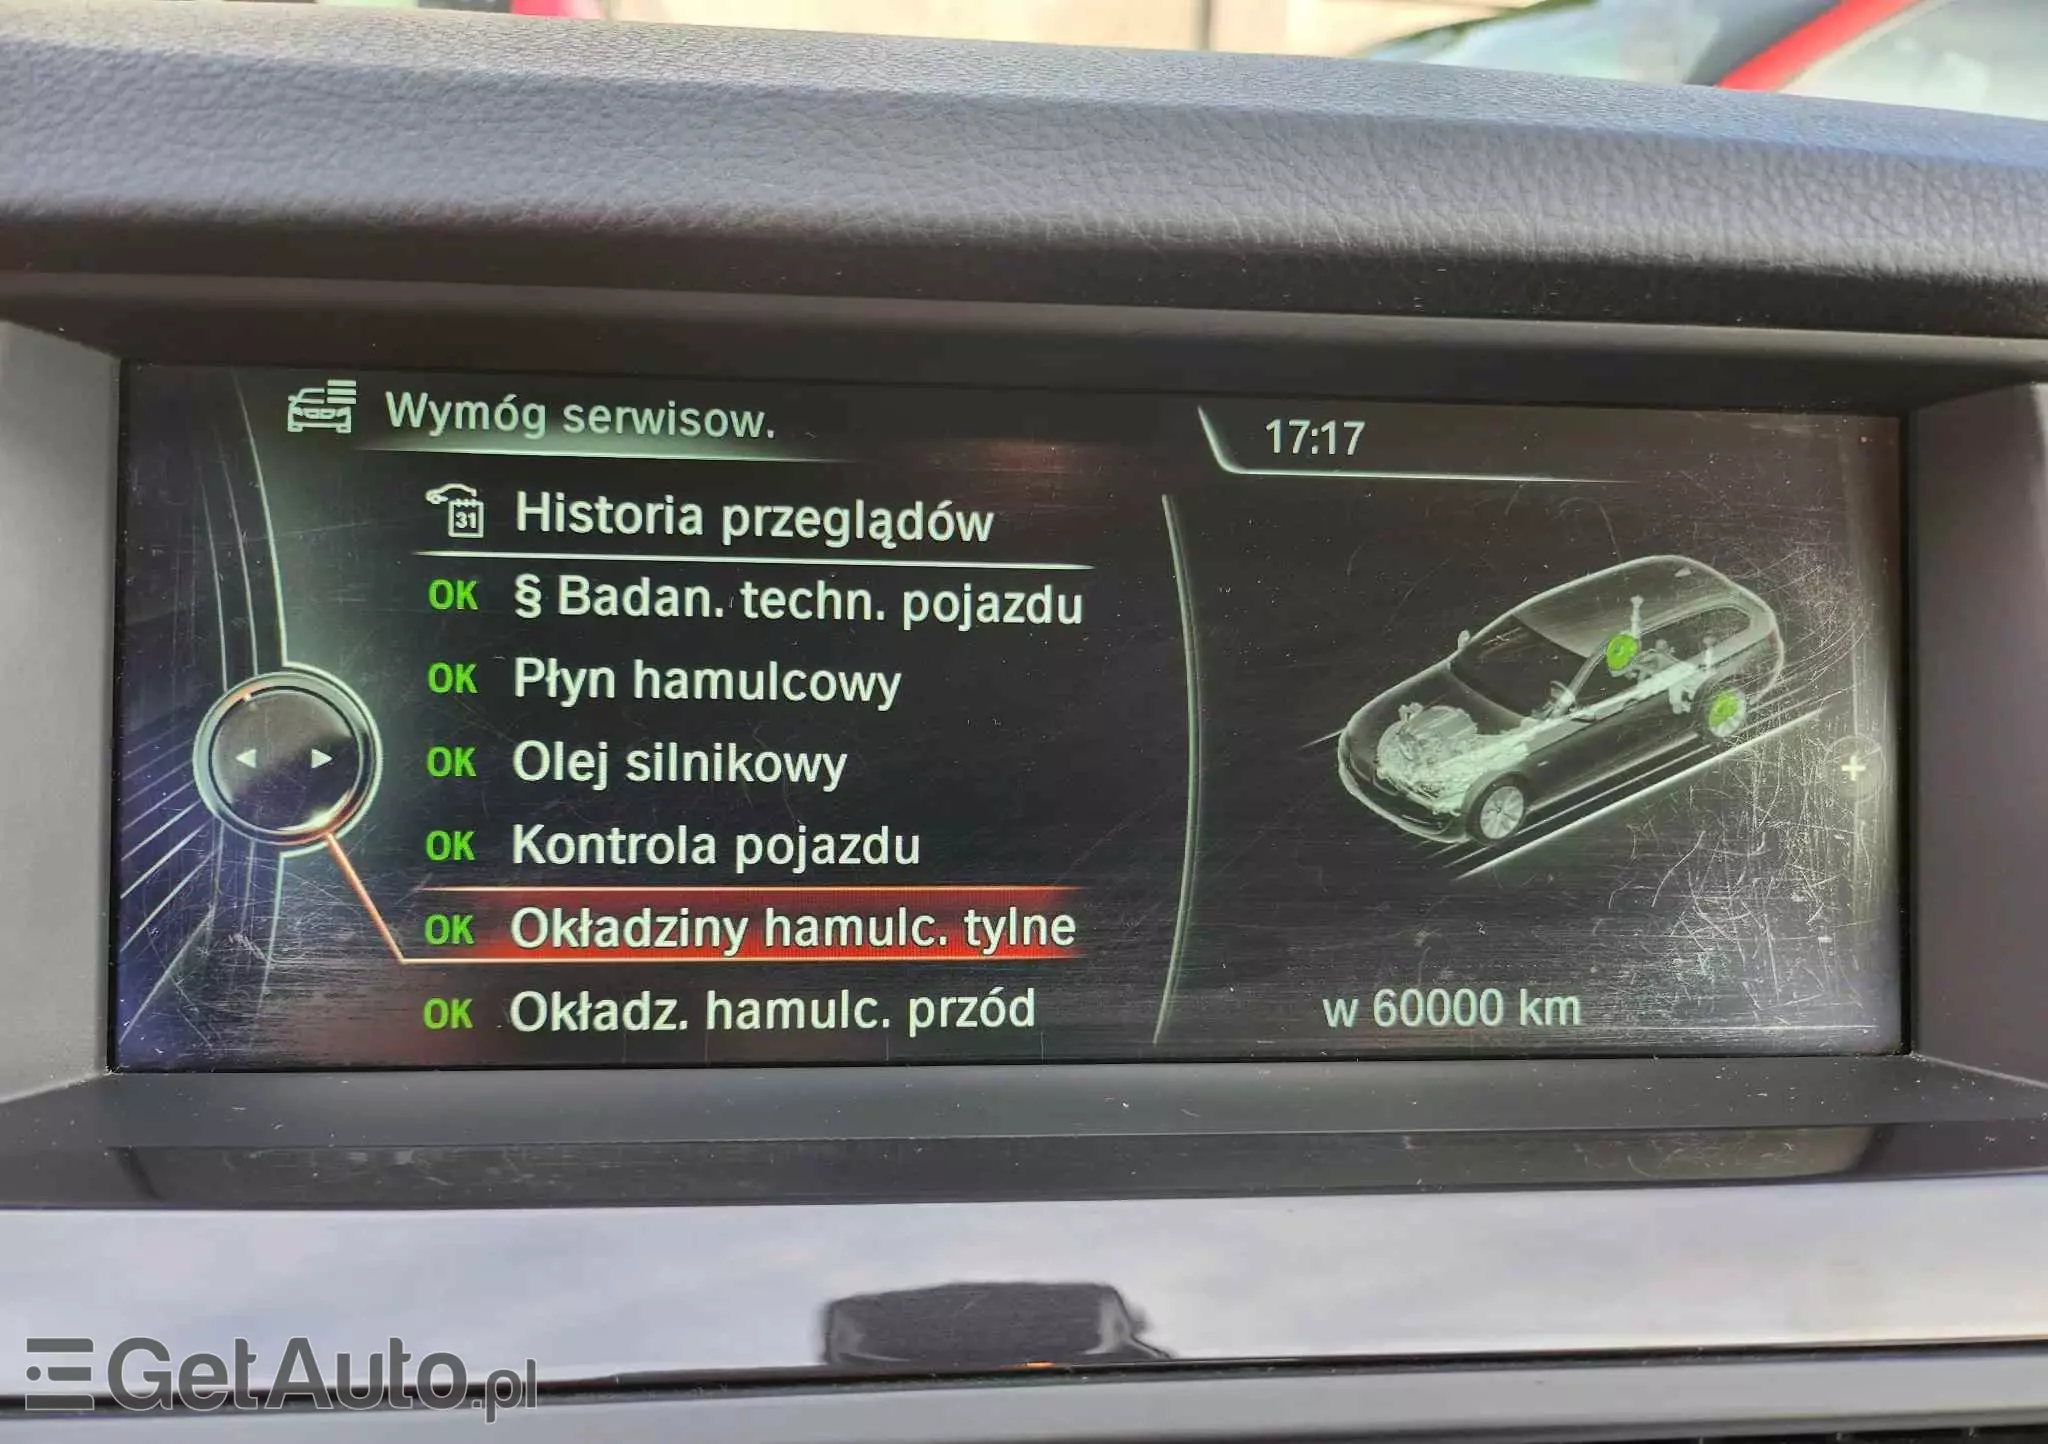 Wymóg serwisow.
17:17
31
Historia przeglądów
OK § Badan. techn. pojazdu
OK Płyn hamulcowy
OK Olej silnikowy
OK Kontrola pojazdu
OK Okładziny hamulc. tylne
OK Okładz. hamulc. przód
w 60000 km
GetAuto.pl